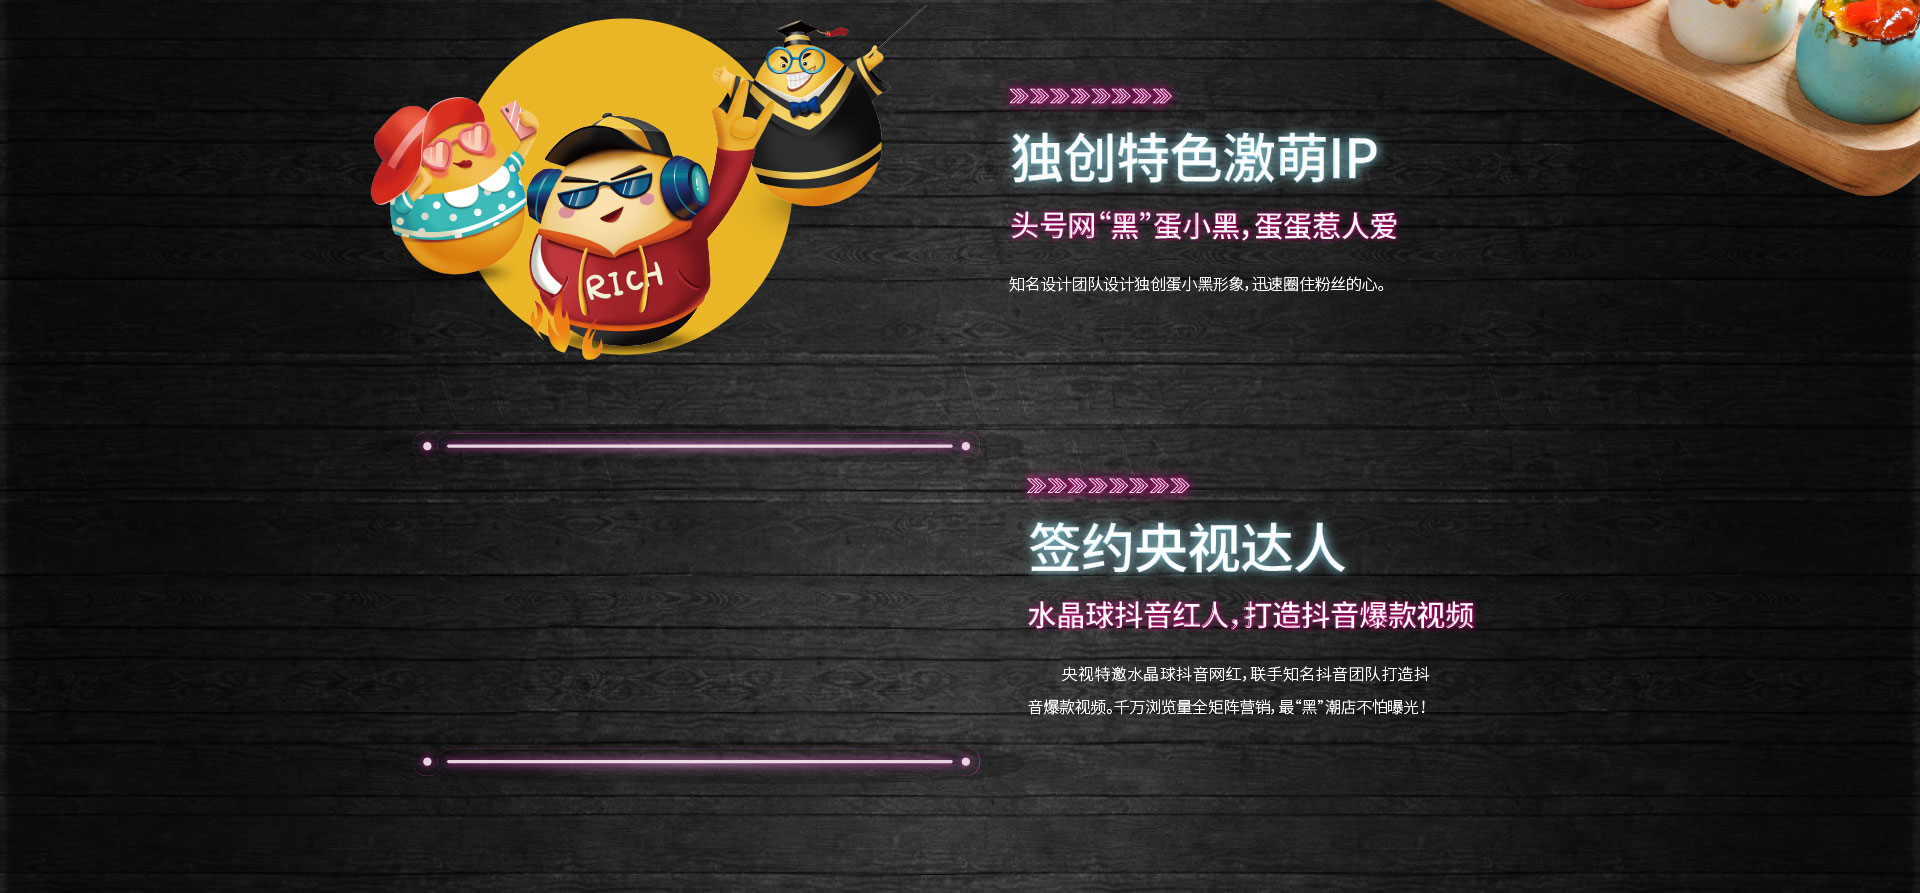 RICH
独创特色激萌IP
头号网“黑”蛋小黑，蛋蛋惹人爱
知名设计团队设计独创蛋小黑形象，迅速圈住粉丝的心。
签约央视达人
水晶球抖音红人，打造抖音爆款视频
央视特邀水晶球抖音网红，联手知名抖音团队打造抖
音爆款视频。千万浏览量全矩阵营销，最“黑”潮店不怕曝光！